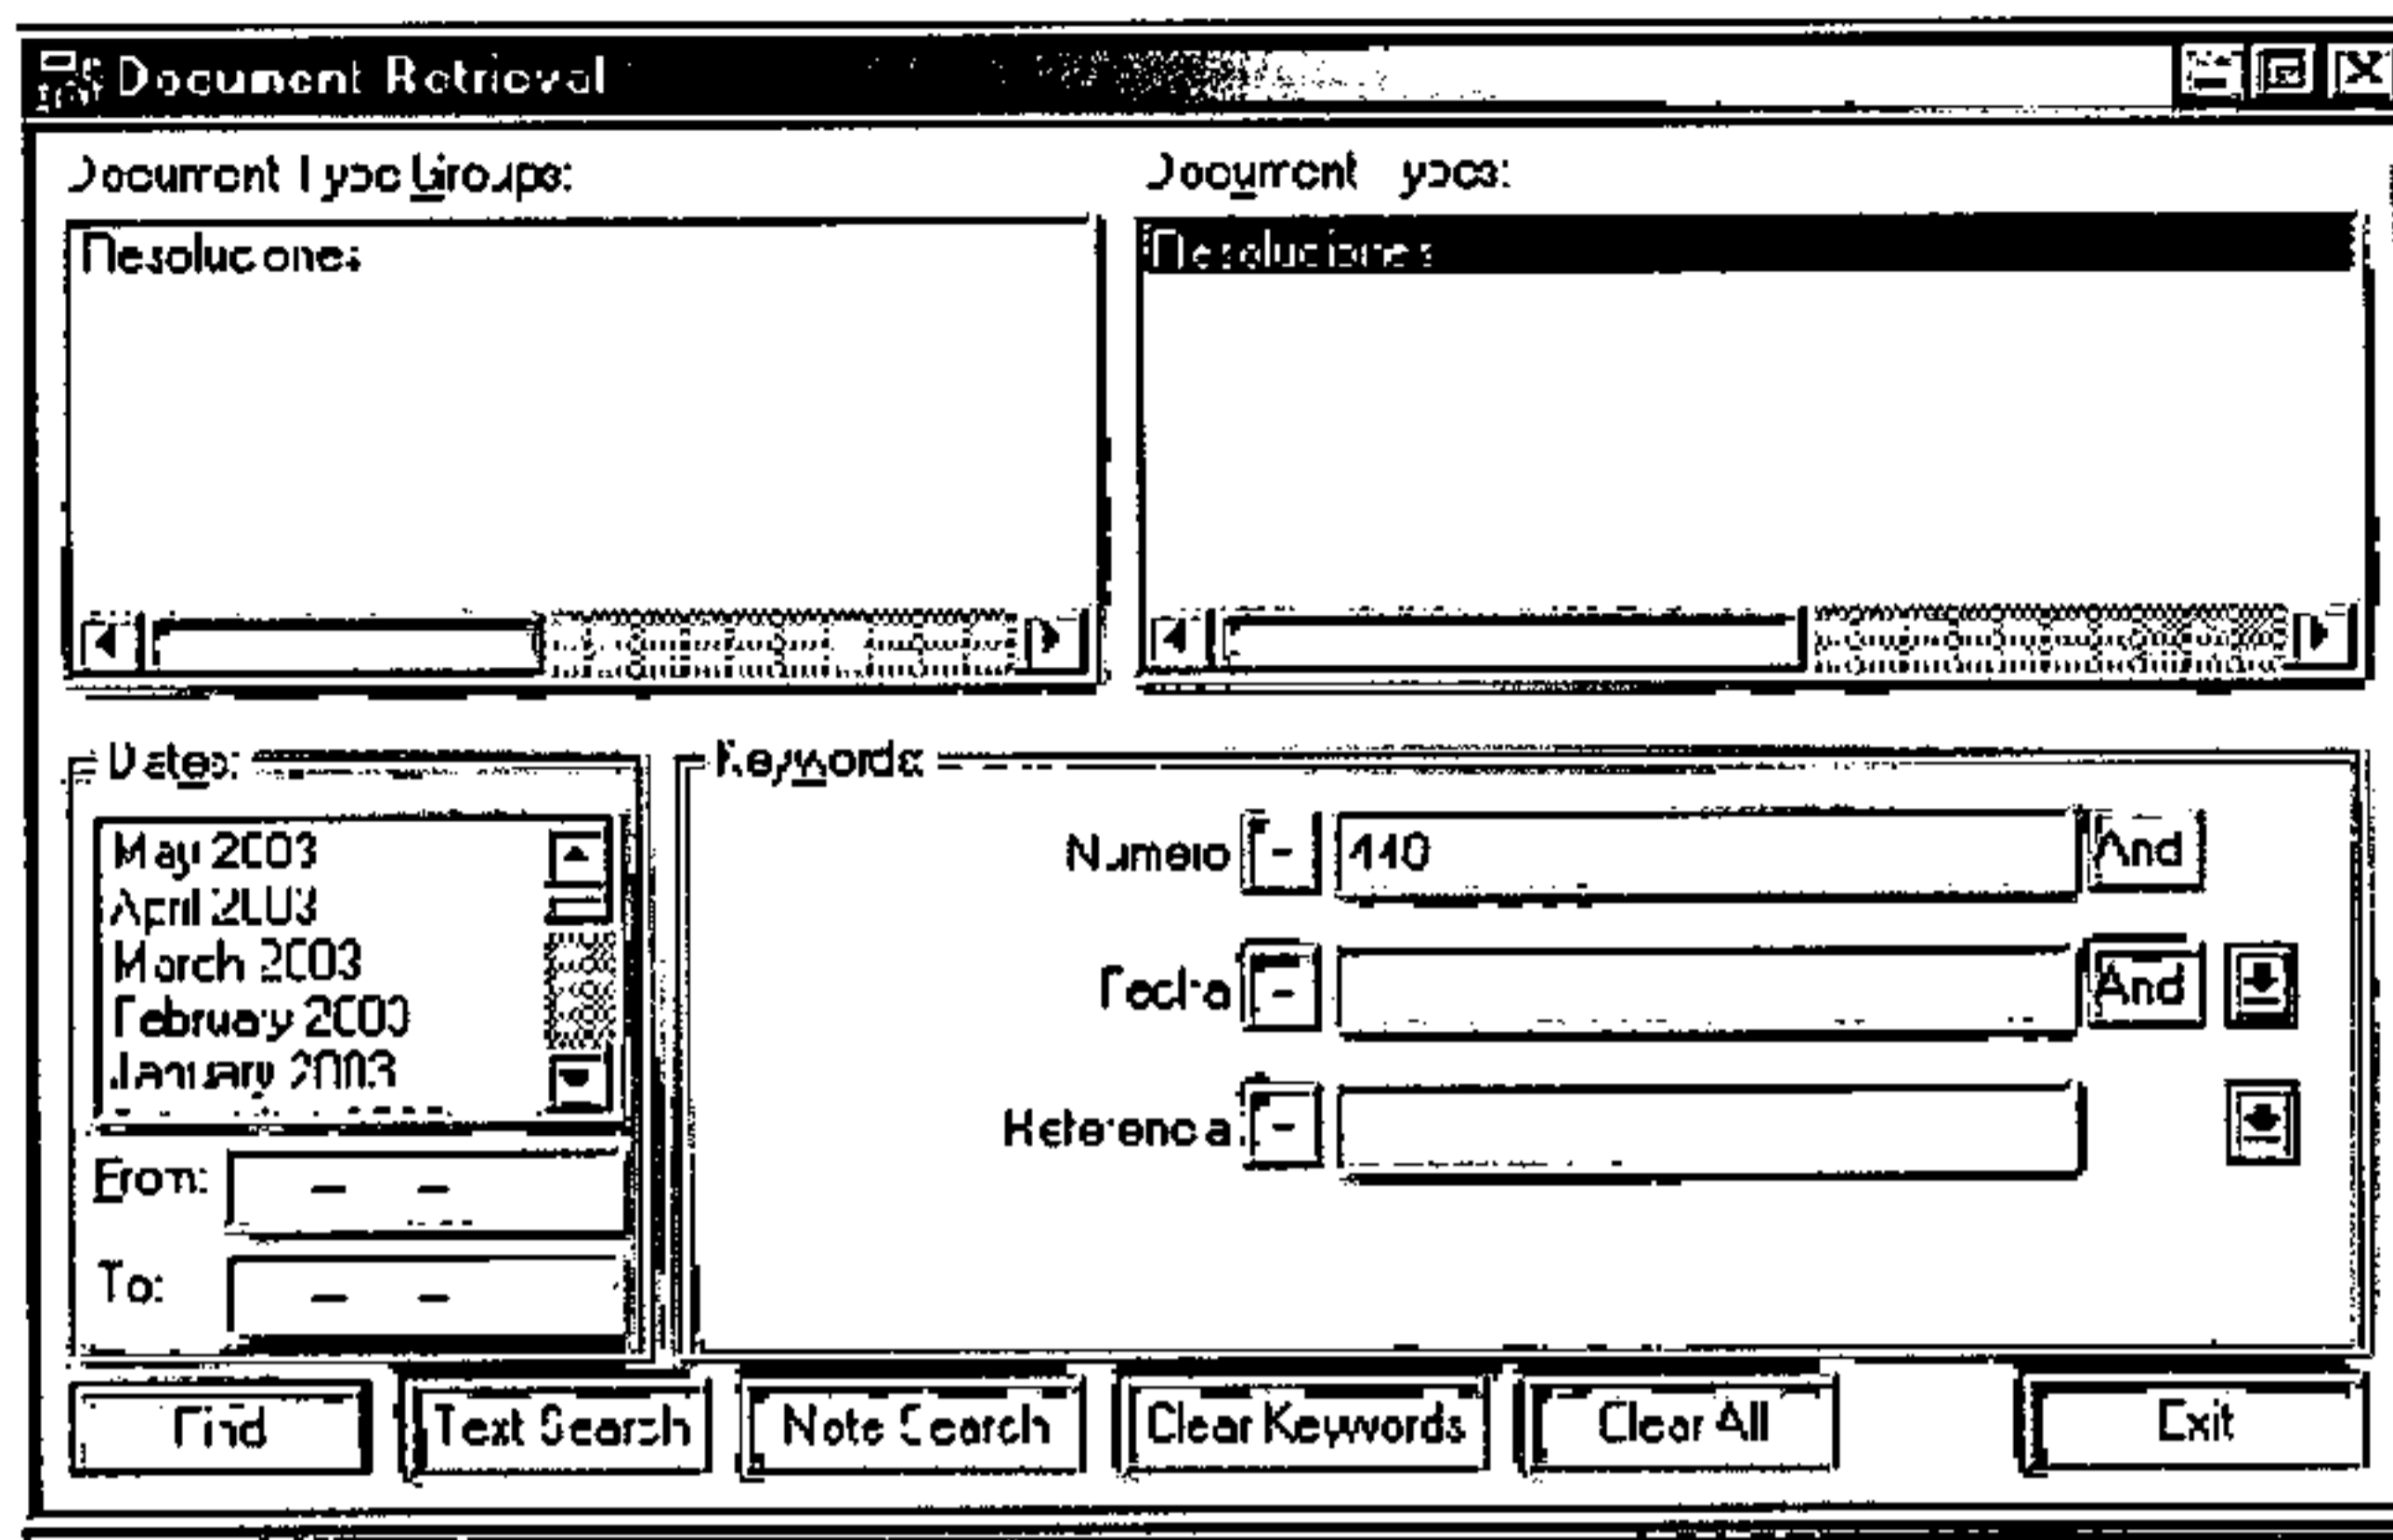 Document Retrieval
Document Type Groups:
Document Types:
Resoluciones
Resoluciones
Dates:
May 2003
April 2003
March 2003
February 2003
January 2003
From:
To:
Keywords:
Numero = 440 And
Fecha = And
Referencia =
Find Text Search Note Search Clear Keywords Clear All Exit